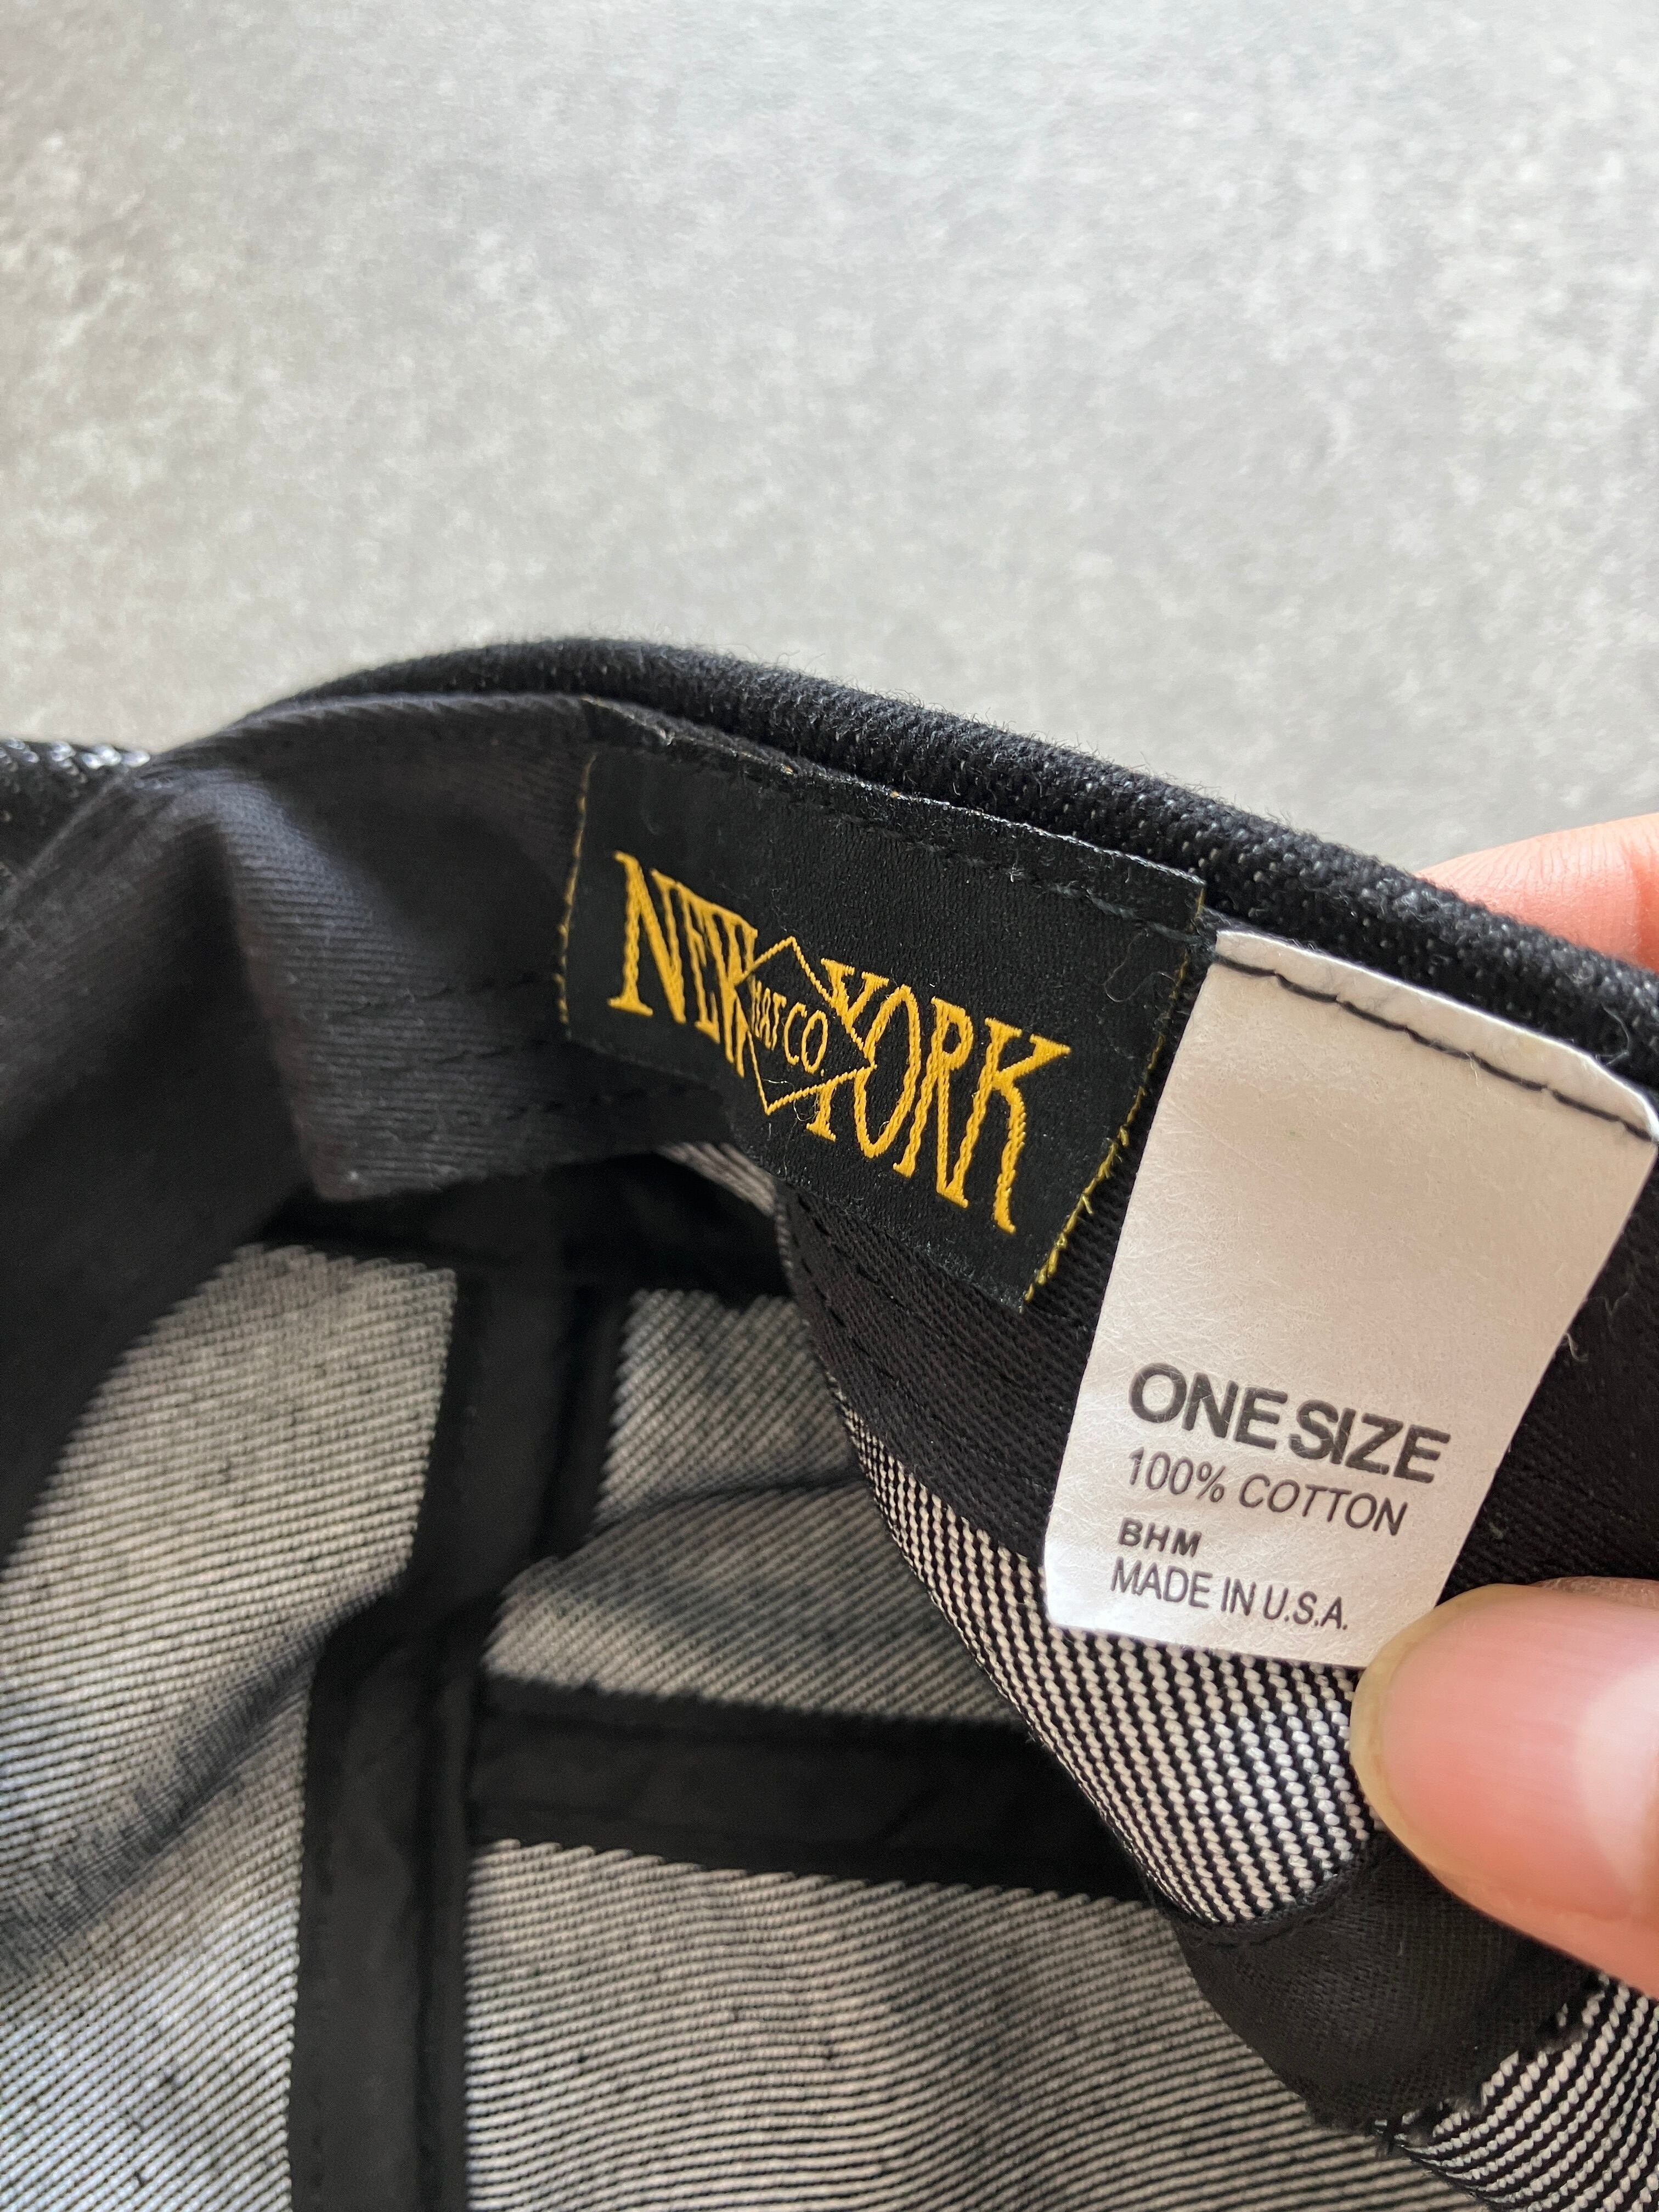 NEW YORK
HAT CO.
ONE SIZE
100% COTTON
BHM
MADE IN U.S.A.